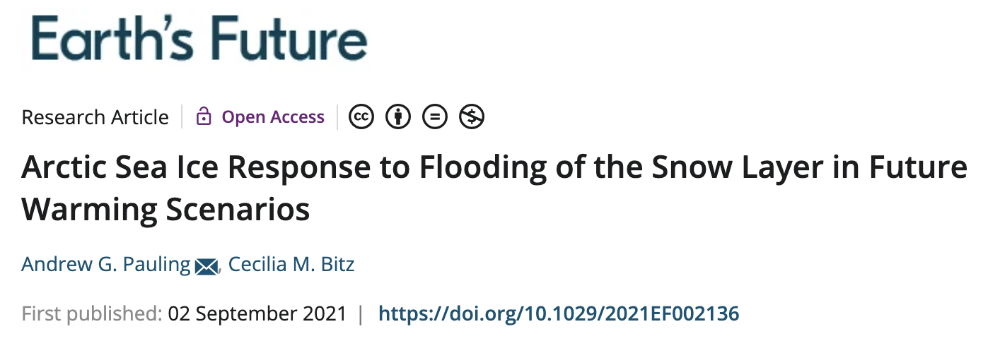 Earth's Future
Research Article | Open Access | cc = $
Arctic Sea Ice Response to Flooding of the Snow Layer in Future
Warming Scenarios
Andrew G. Pauling, Cecilia M. Bitz
First published: 02 September 2021 | https://doi.org/10.1029/2021EF002136